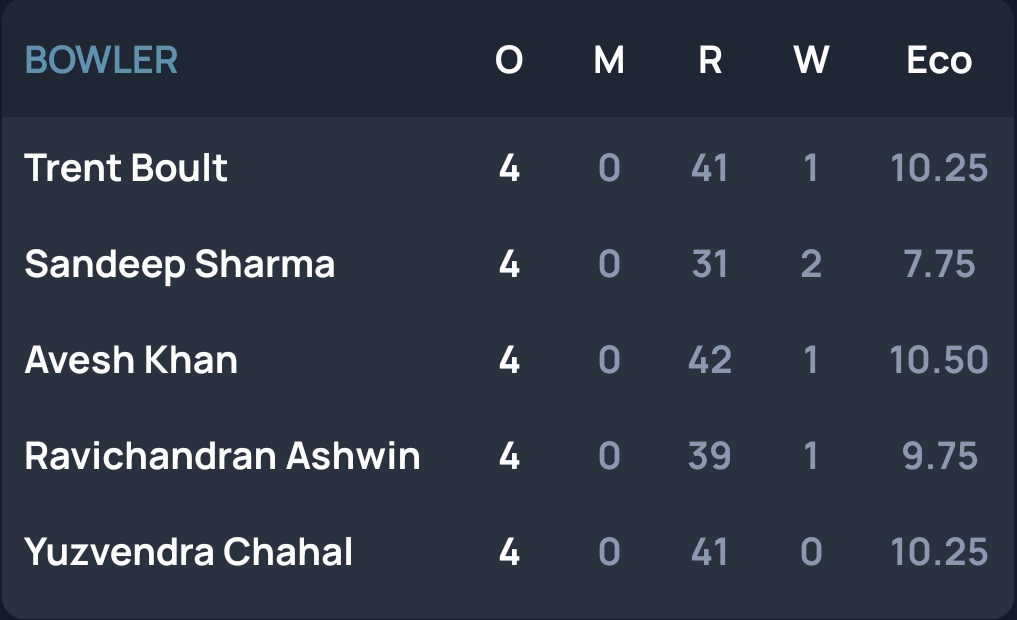 BOWLER O M R W Eco
Trent Boult 4 0 41 1 10.25
Sandeep Sharma 4 0 31 2 7.75
Avesh Khan 4 0 42 1 10.50
Ravichandran Ashwin 4 0 39 1 9.75
Yuzvendra Chahal 4 0 41 0 10.25